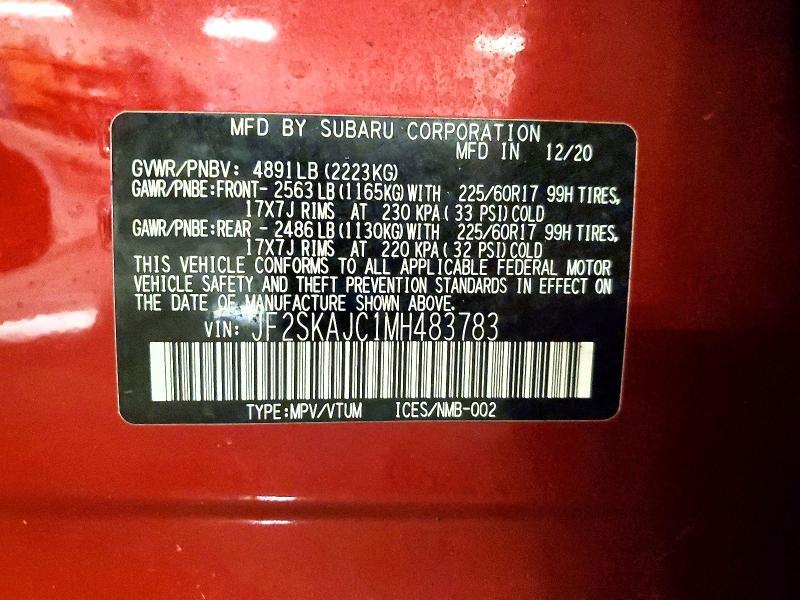 MFD BY SUBARU CORPORATION
MFD IN 12/20
GVWR/PNBV: 4891LB (2223KG)
GAWR/PNBE:FRONT- 2563 LB (1165KG) WITH 225/60R17 99H TIRES,
17X7J RIMS AT 230 KPA ( 33 PSI) COLD
GAWR/PNBE:REAR - 2486 LB (1130KG) WITH 225/60R17 99H TIRES,
17X7J RIMS AT 220 KPA ( 32 PSI) COLD
THIS VEHICLE CONFORMS TO ALL APPLICABLE FEDERAL MOTOR
VEHICLE SAFETY AND THEFT PREVENTION STANDARDS IN EFFECT ON
THE DATE OF MANUFACTURE SHOWN ABOVE.
VIN: JF2SKAJC1MH483783
TYPE:MPV/VTUM ICES/NMB-002